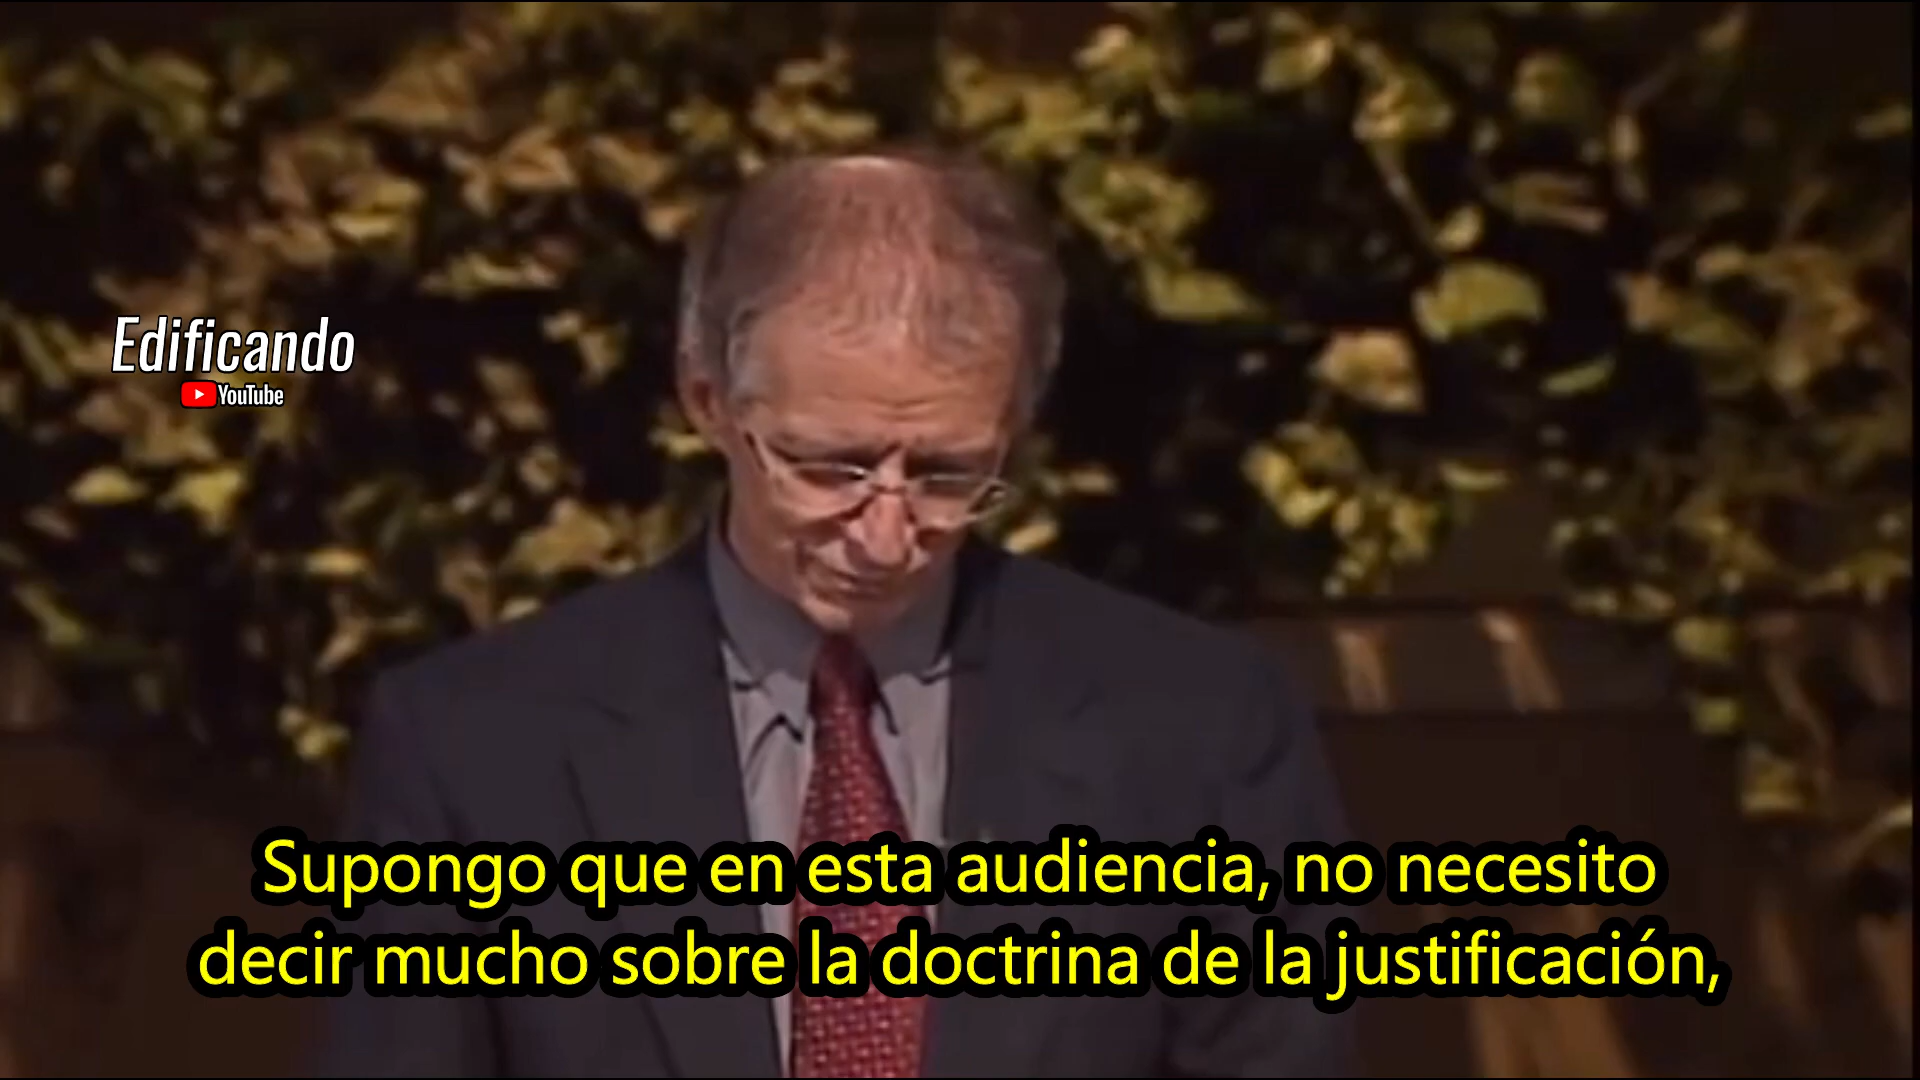 Edificando
YouTube
Supongo que en esta audiencia, no necesito
decir mucho sobre la doctrina de la justificación,